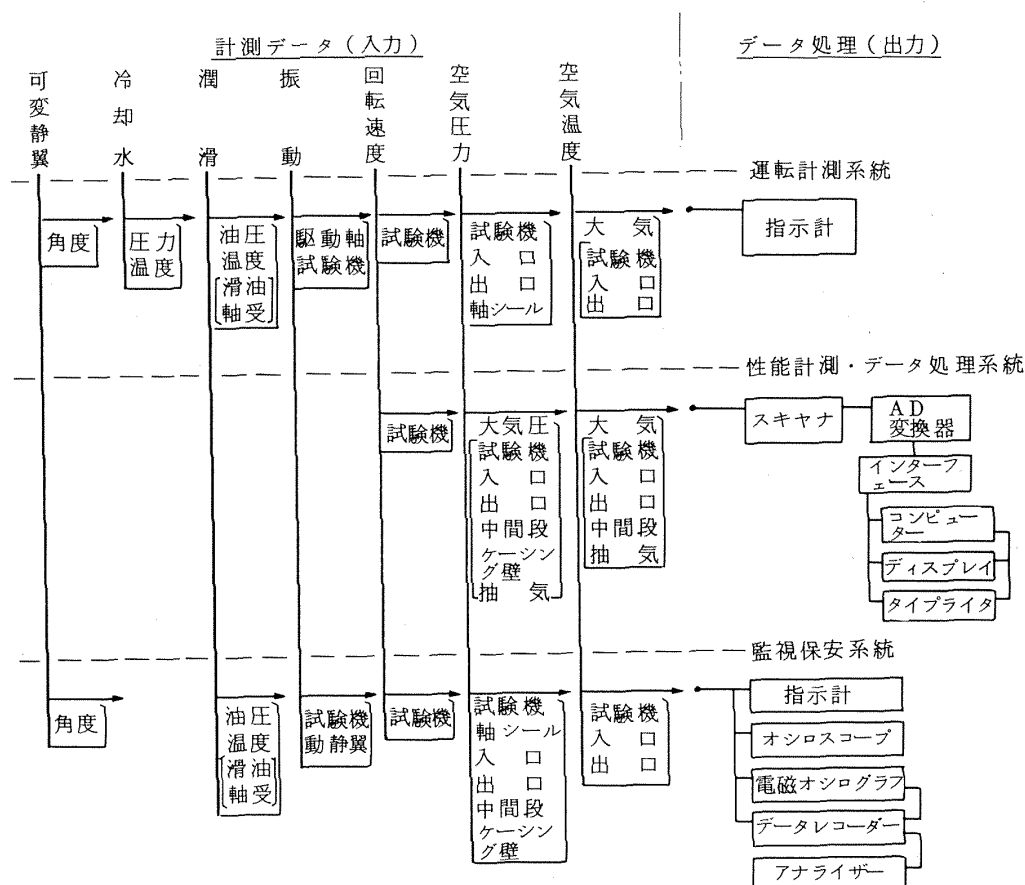 計測データ(入力)
データ処理(出力)
可変静翼
冷却水
潤滑
振動
回転速度
空気圧力
空気温度
運転計測系統
角度
圧力
温度
油圧
温度
[滑油
軸受]
駆動軸
試験機
試験機
試験機
入口
出口
軸シール
大気
試験機
入口
出口
指示計
性能計測・データ処理系統
試験機
大気圧
試験機
入口
出口
中間段
ケーシン
グ壁
抽気
大気
試験機
入口
出口
中間段
抽気
スキャナ
AD
変換器
インターフ
ェース
コンピュー
ター
ディスプレイ
タイプライタ
監視保安系統
角度
油圧
温度
[滑油
軸受]
試験機
動静翼
試験機
試験機
軸シール
入口
出口
中間段
ケーシン
グ壁
試験機
入口
出口
指示計
オシロスコープ
電磁オシログラフ
データレコーダー
アナライザー